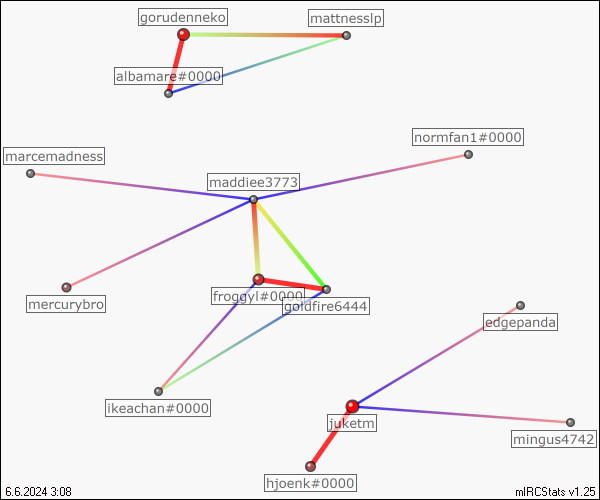 gorudenneko
mattnesslp
albamare#0000
normfan1#0000
marcemadness
maddiee3773
froggyl#0000
goldfire6444
mercurybro
edgepanda
ikeachan#0000
juketm
mingus4742
hjoenk#0000
6.6.2024 3:08
mIRCStats v1.25